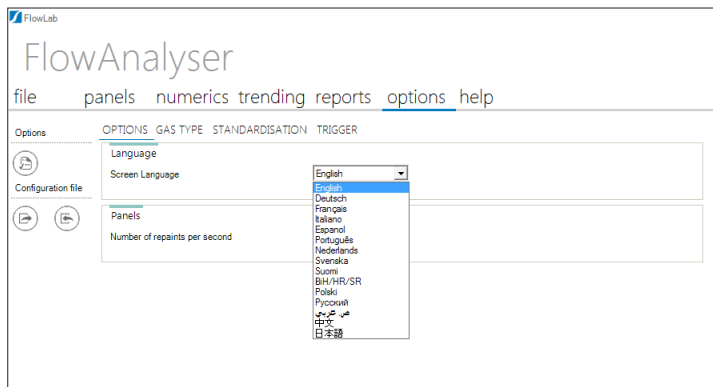 FlowLab
FlowAnalyser
file panels numerics trending reports options help
Options
OPTIONS GAS TYPE STANDARDISATION TRIGGER
Language
Screen Language
English
English
Deutsch
Français
Italiano
Espanol
Português
Nederlands
Svenska
Suomi
BiH/HR/SR
Polski
Русский
ص. عربي
中文
日本語
Configuration file
Panels
Number of repaints per second